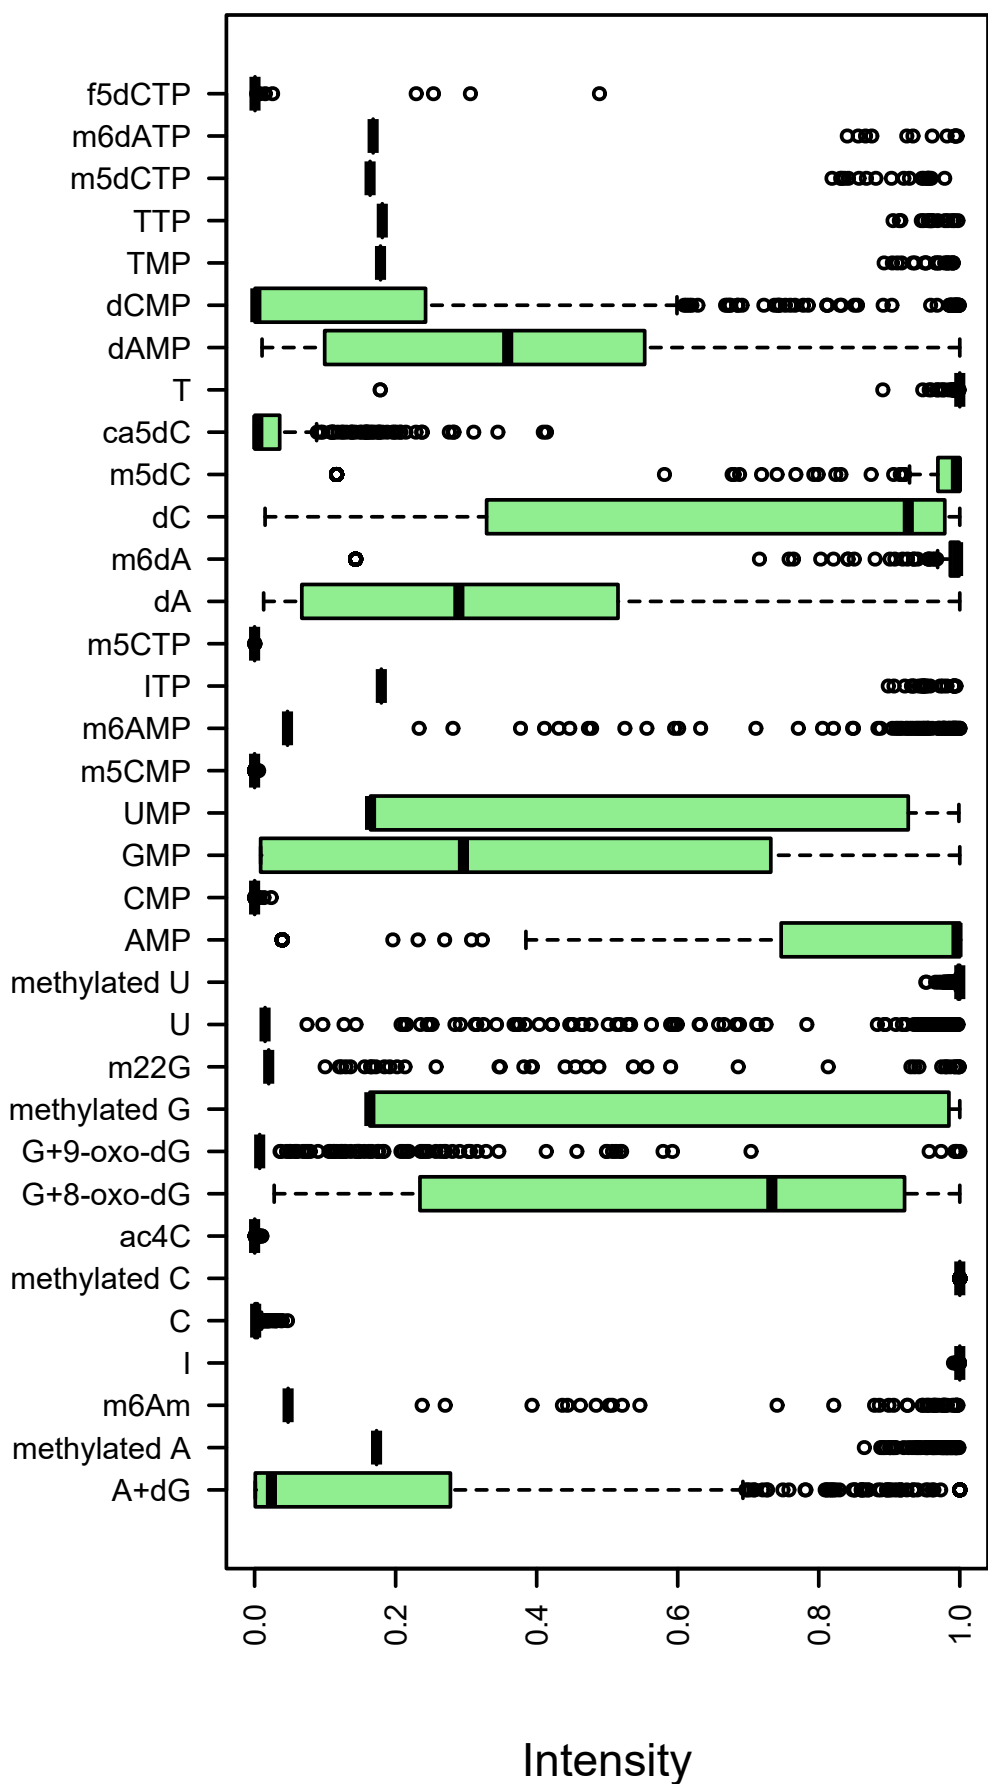 f5dCTP
m6dATP
m5dCTP
TTP
TMP
dCMP
dAMP
T
ca5dC
m5dC
dC
m6dA
dA
m5CTP
ITP
m6AMP
m5CMP
UMP
GMP
CMP
AMP
methylated U
U
m22G
methylated G
G+9-oxo-dG
G+8-oxo-dG
ac4C
methylated C
C
I
m6Am
methylated A
A+dG
0.0 0.2 0.4 0.6 0.8 1.0
Intensity